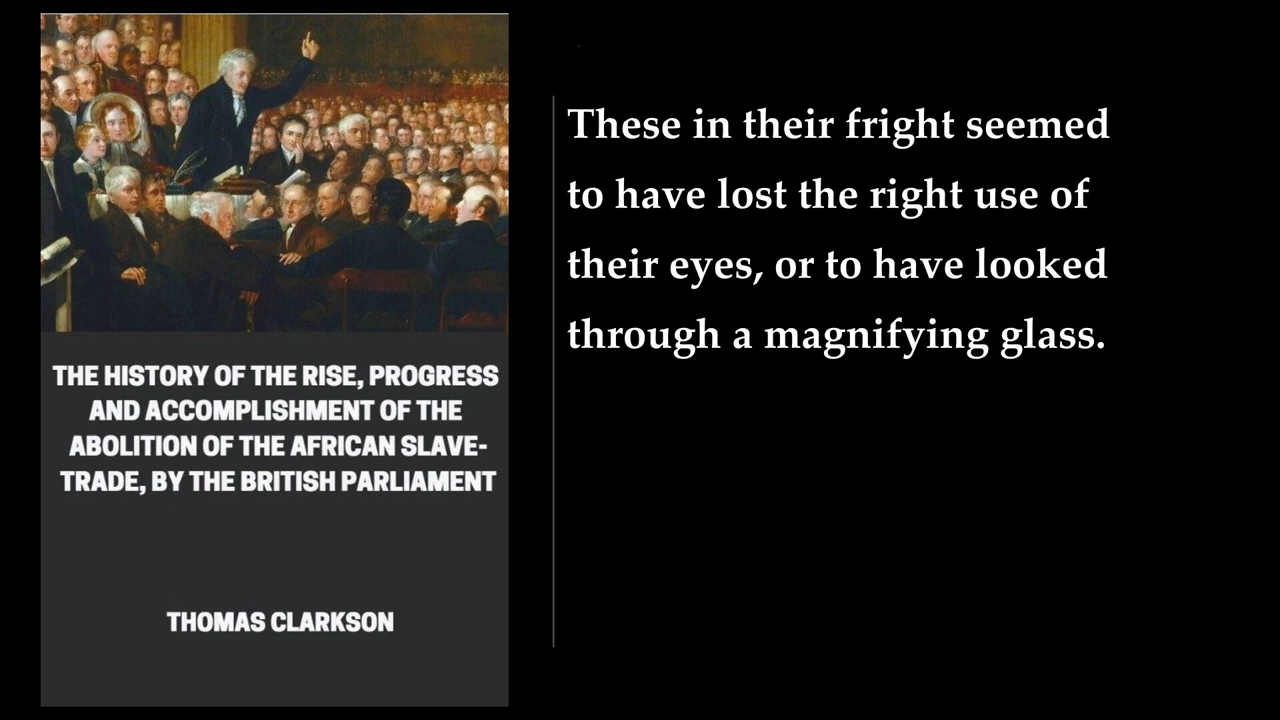 THE HISTORY OF THE RISE, PROGRESS
AND ACCOMPLISHMENT OF THE
ABOLITION OF THE AFRICAN SLAVE-
TRADE, BY THE BRITISH PARLIAMENT
THOMAS CLARKSON
These in their fright seemed
to have lost the right use of
their eyes, or to have looked
through a magnifying glass.